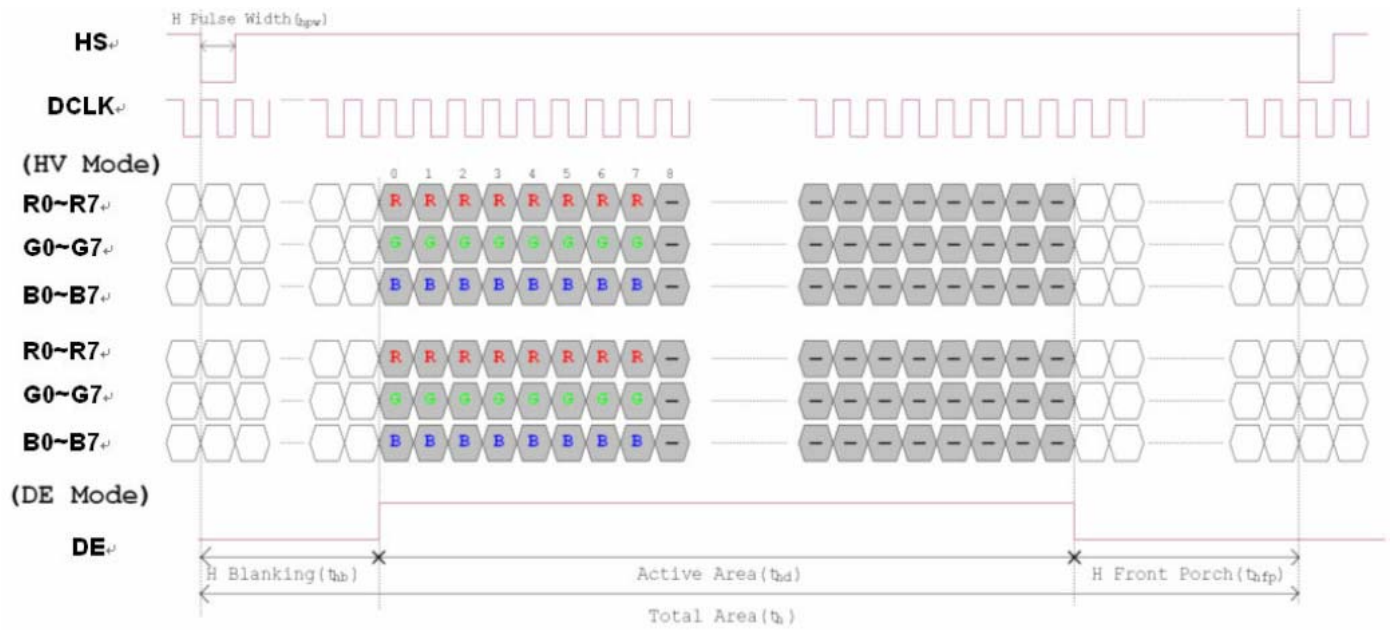 H Pulse Width(thpw)
HS
DCLK
(HV Mode)
0 1 2 3 4 5 6 7 8
R0~R7 R R R R R R R R – – – – – – – – –
G0~G7 G G G G G G G G – – – – – – – – –
B0~B7 B B B B B B B B – – – – – – – – –
R0~R7 R R R R R R R R – – – – – – – – –
G0~G7 G G G G G G G G – – – – – – – – –
B0~B7 B B B B B B B B – – – – – – – – –
(DE Mode)
DE
H Blanking(thb) Active Area(thd) H Front Porch(thfp)
Total Area(th)